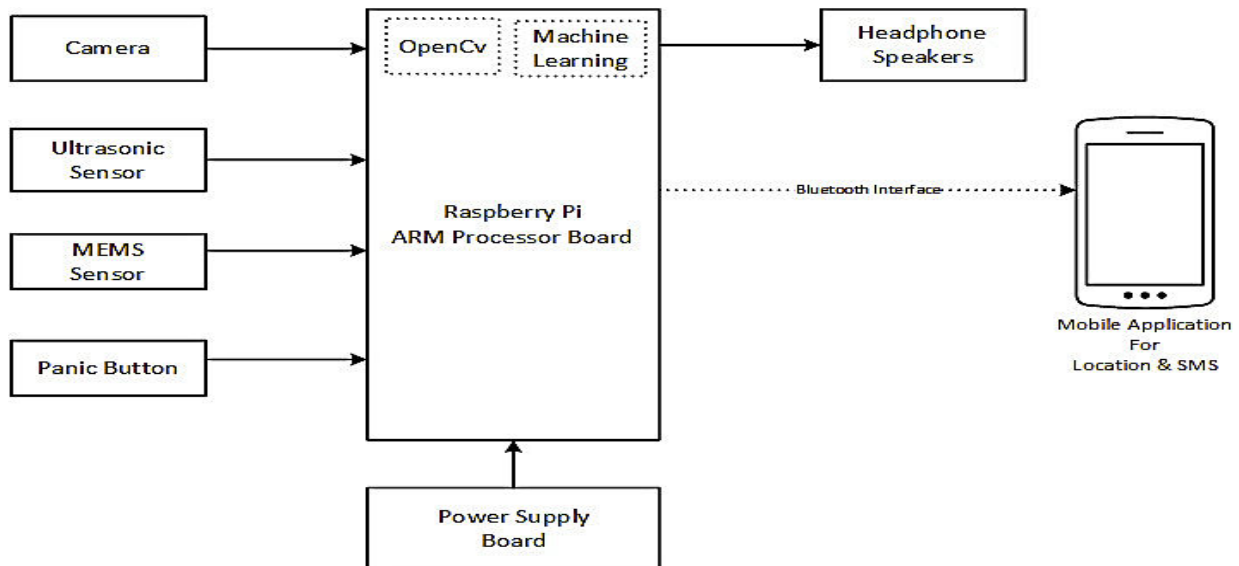 Camera
Ultrasonic
Sensor
MEMS
Sensor
Panic Button
OpenCv
Machine
Learning
Raspberry Pi
ARM Processor Board
Power Supply
Board
Headphone
Speakers
Bluetooth Interface
Mobile Application
For
Location & SMS